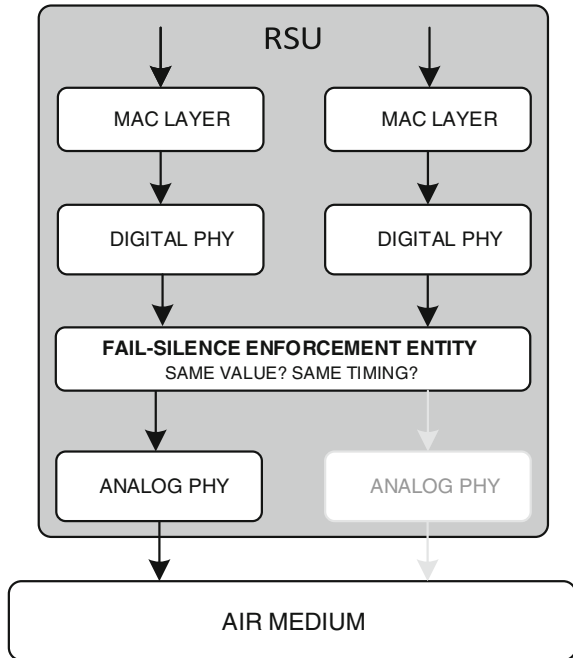 RSU
MAC LAYER
MAC LAYER
DIGITAL PHY
DIGITAL PHY
FAIL-SILENCE ENFORCEMENT ENTITY
SAME VALUE? SAME TIMING?
ANALOG PHY
ANALOG PHY
AIR MEDIUM